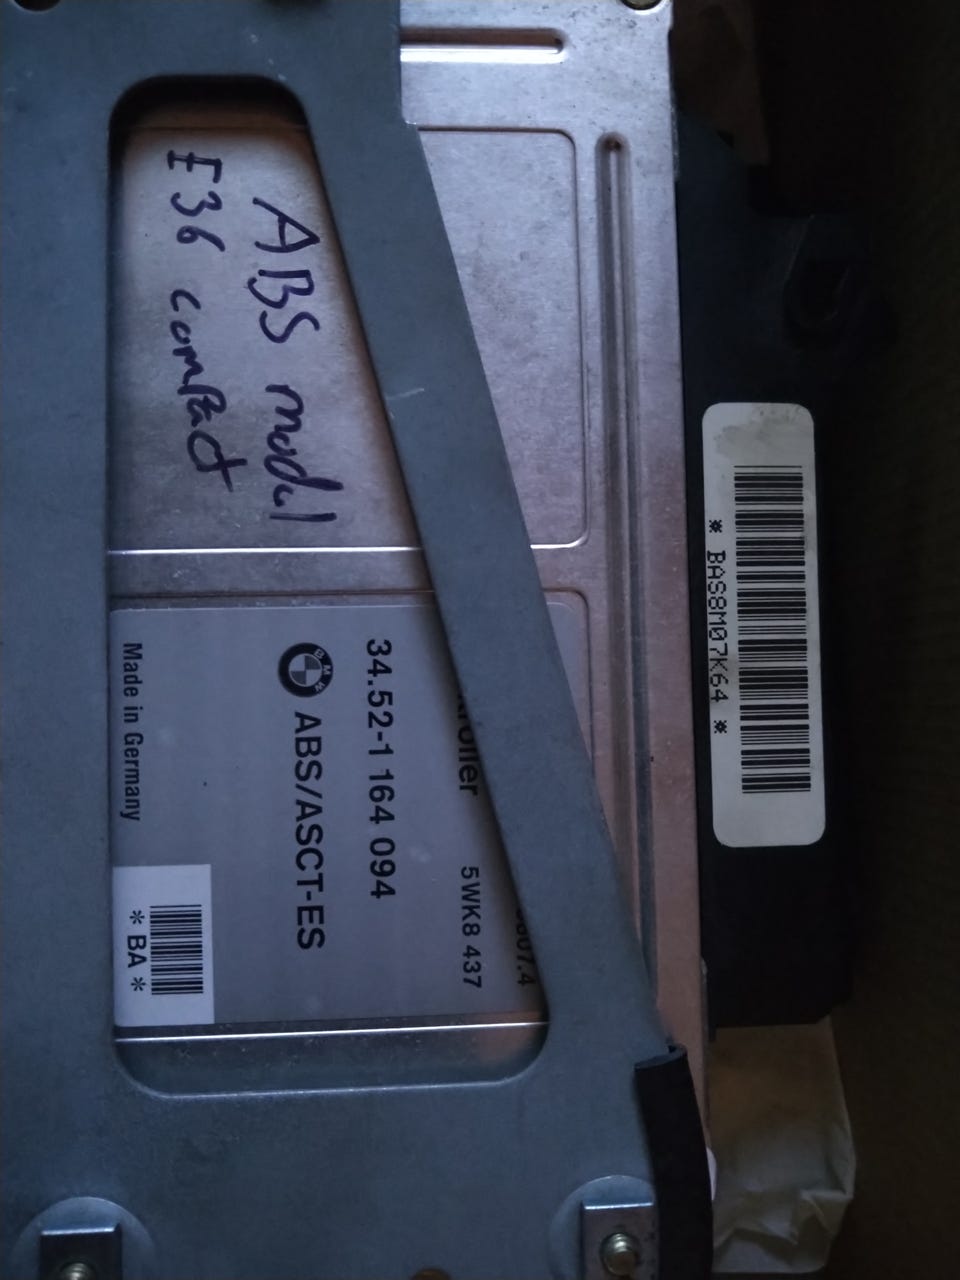 ABS modul
E36 compact
5WK8 437
34.52-1 164 094
BMW
ABS/ASCT-ES
Made in Germany
* BA *
* BAS8M07K64 *